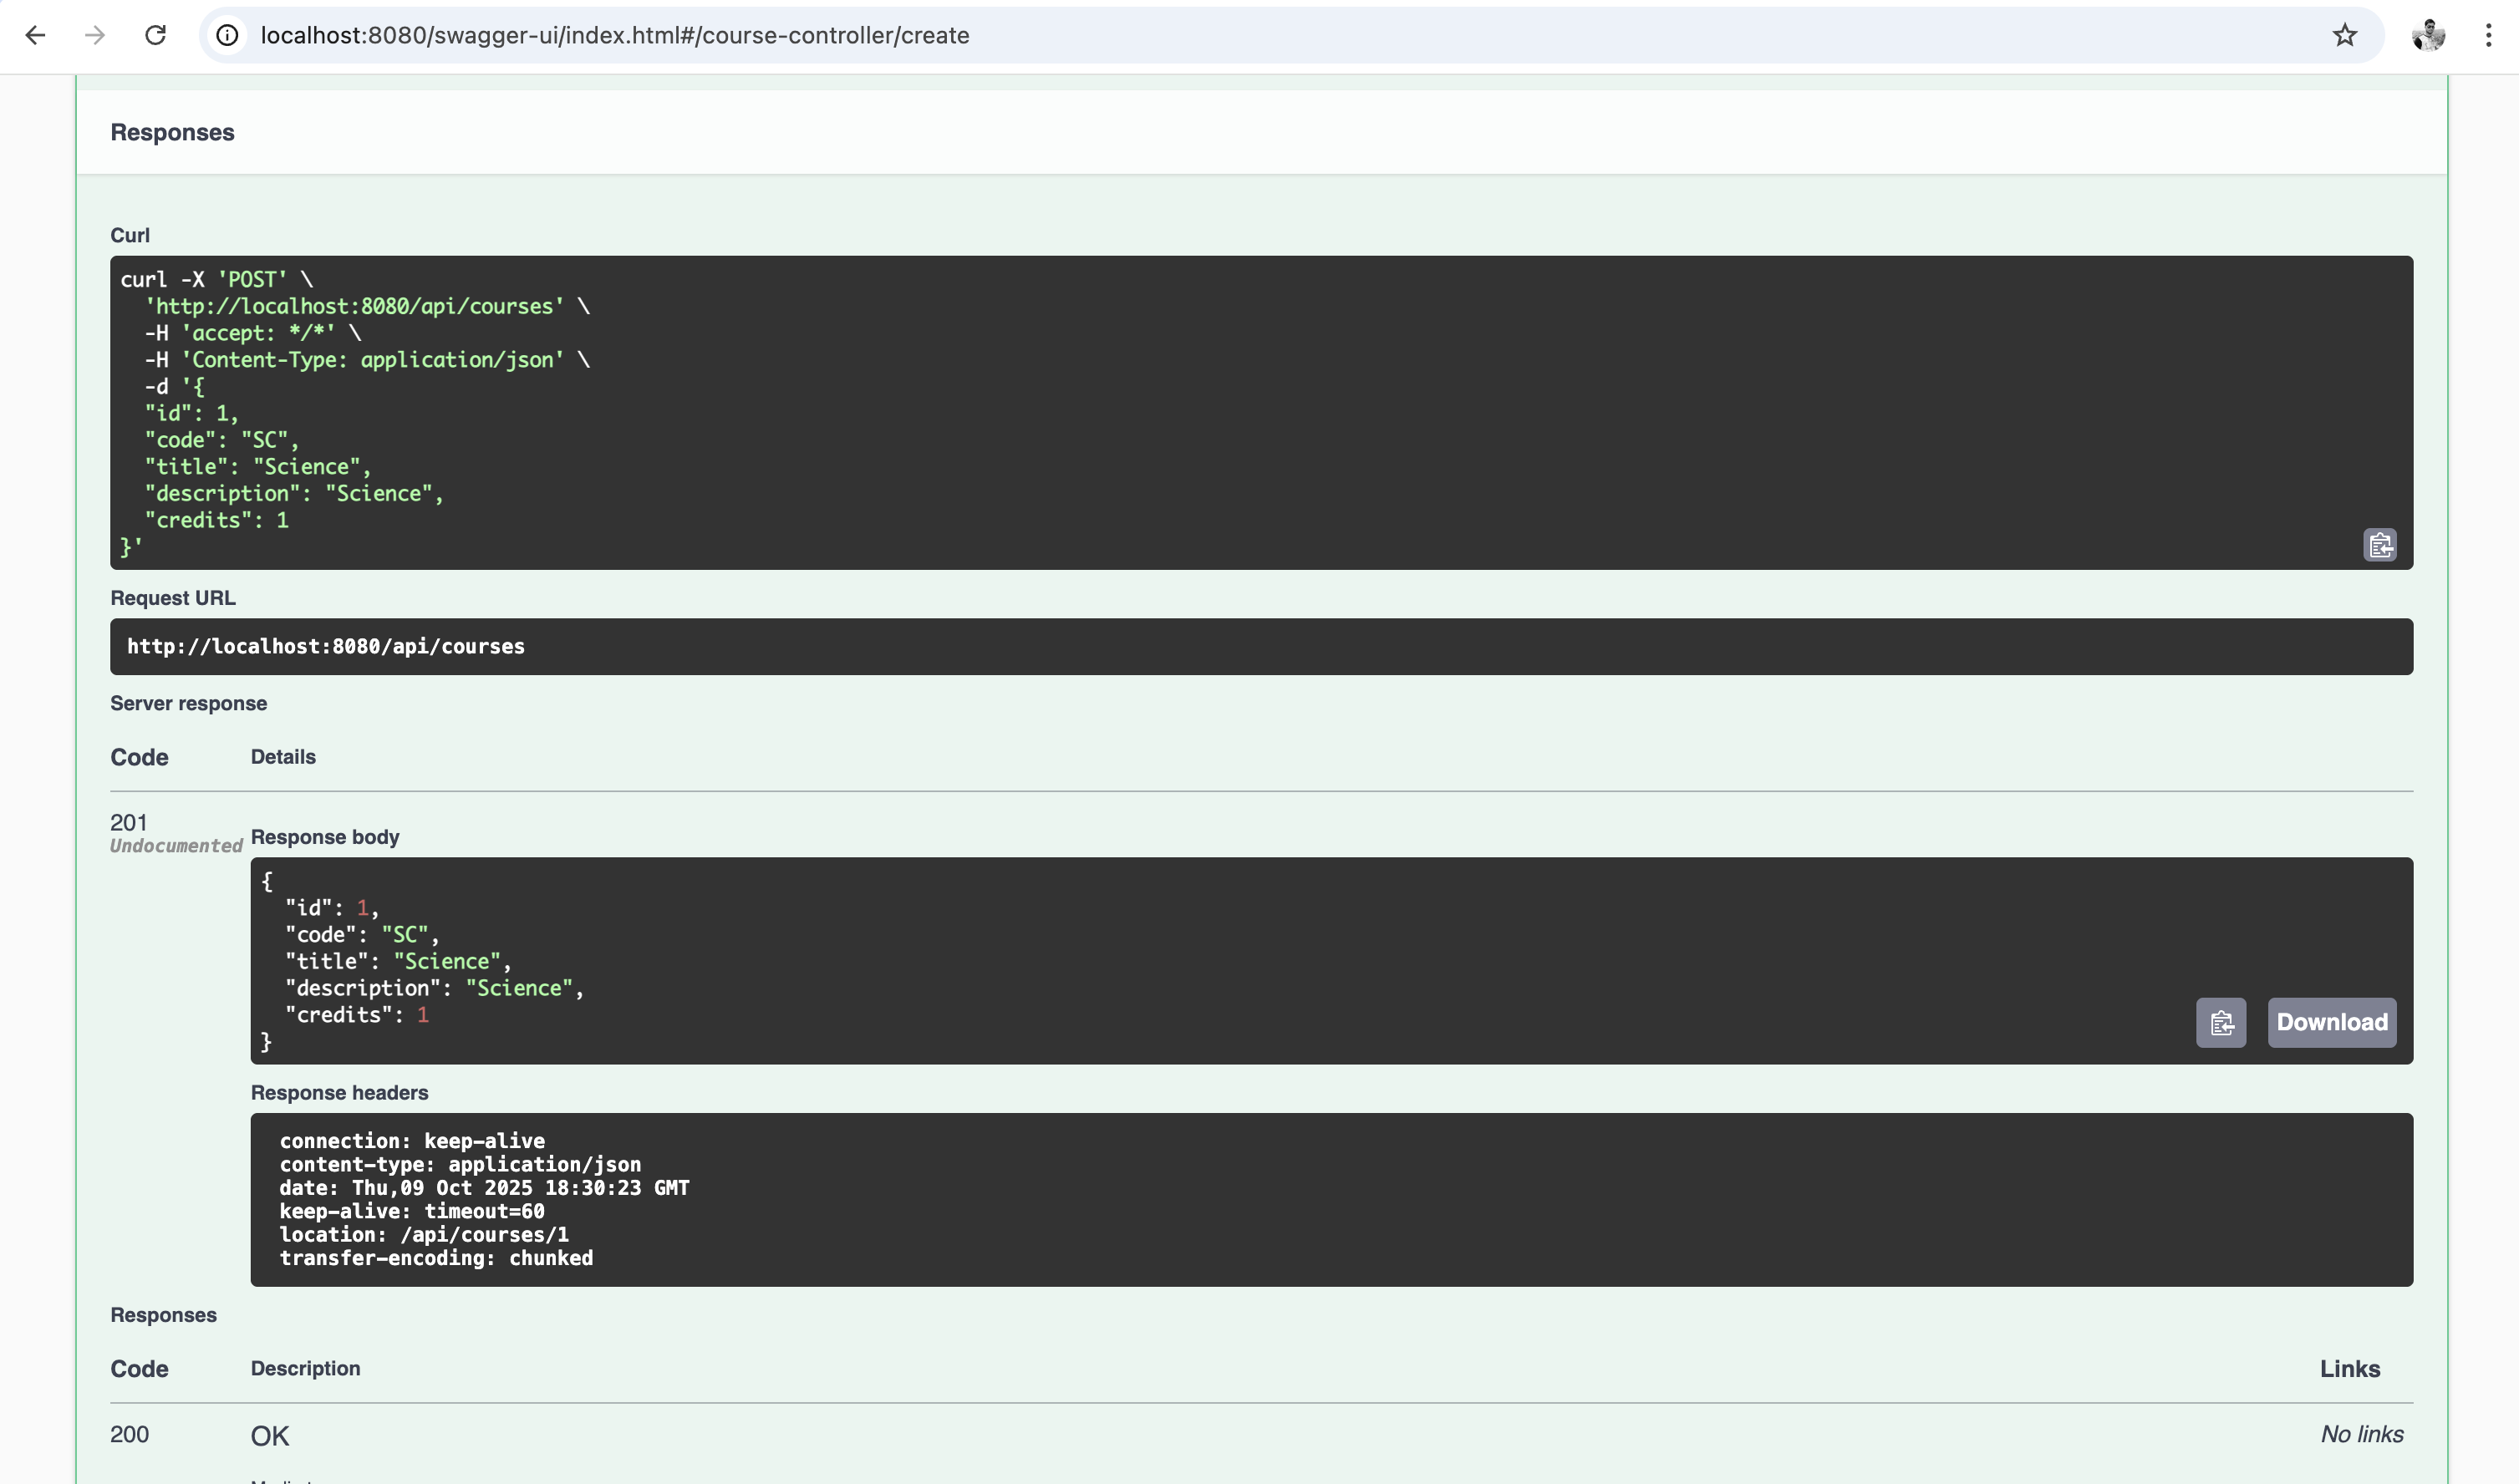 localhost:8080/swagger-ui/index.html#/course-controller/create
Responses
Curl
curl -X 'POST' \
  'http://localhost:8080/api/courses' \
  -H 'accept: */*' \
  -H 'Content-Type: application/json' \
  -d '{
  "id": 1,
  "code": "SC",
  "title": "Science",
  "description": "Science",
  "credits": 1
}'
Request URL
http://localhost:8080/api/courses
Server response
Code Details
201
Undocumented
Response body
{
  "id": 1,
  "code": "SC",
  "title": "Science",
  "description": "Science",
  "credits": 1
}
Download
Response headers
connection: keep-alive
content-type: application/json
date: Thu,09 Oct 2025 18:30:23 GMT
keep-alive: timeout=60
location: /api/courses/1
transfer-encoding: chunked
Responses
Code Description Links
200 OK No links